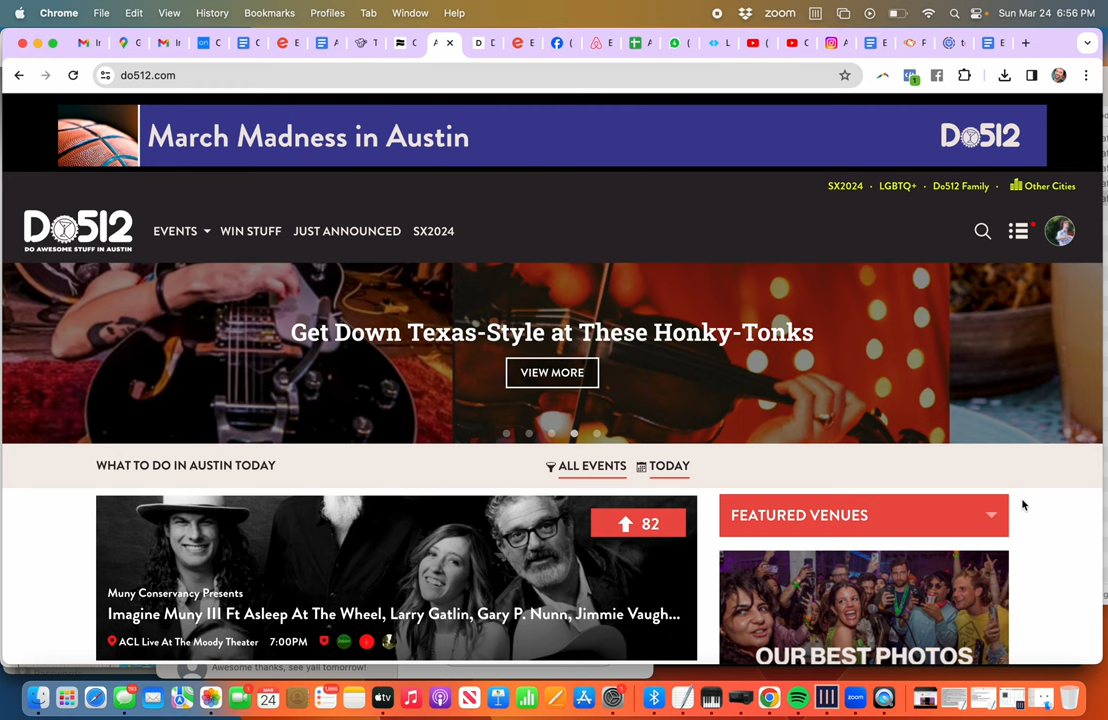 Chrome File Edit View History Bookmarks Profiles Tab Window Help
zoom Sun Mar 24 6:56 PM
do512.com
March Madness in Austin
Do512
SX2024 · LGBTQ+ · Do512 Family · Other Cities
Do512
DO AWESOME STUFF IN AUSTIN
EVENTS WIN STUFF JUST ANNOUNCED SX2024
Get Down Texas-Style at These Honky-Tonks
VIEW MORE
WHAT TO DO IN AUSTIN TODAY
ALL EVENTS TODAY
82
FEATURED VENUES
Muny Conservancy Presents
Imagine Muny III Ft Asleep At The Wheel, Larry Gatlin, Gary P. Nunn, Jimmie Vaugh...
ACL Live At The Moody Theater 7:00PM
OUR BEST PHOTOS
Awesome thanks, see yall tomorrow!
MAR
24
tv
zoom